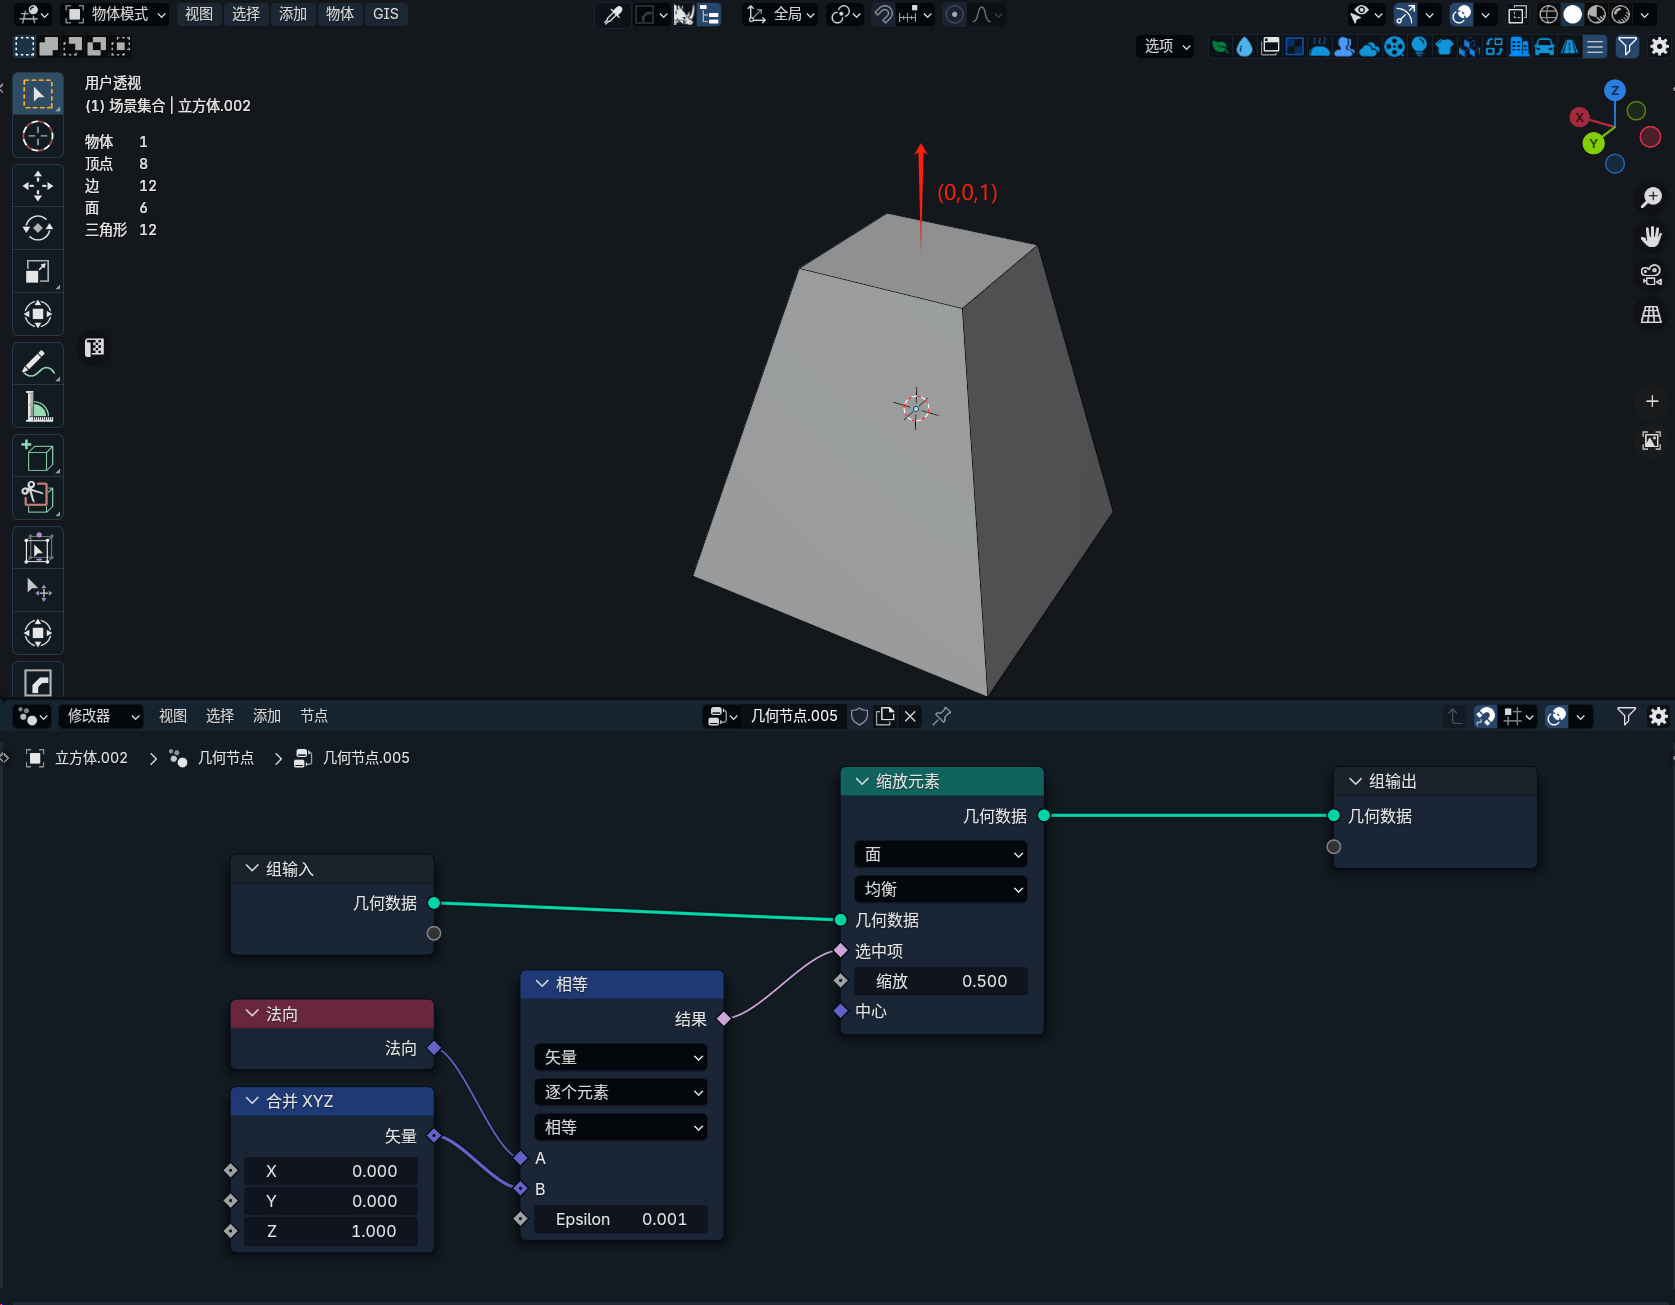 物体模式 视图 选择 添加 物体 GIS 全局
选项
用户透视
(1) 场景集合 | 立方体.002
物体 1
顶点 8
边 12
面 6
三角形 12
(0,0,1)
Z
X
Y
修改器 视图 选择 添加 节点 几何节点.005
立方体.002 几何节点 几何节点.005
缩放元素
几何数据
面
均衡
几何数据
选中项
缩放 0.500
中心
组输出
几何数据
组输入
几何数据
相等
结果
矢量
逐个元素
相等
A
B
Epsilon 0.001
法向
法向
合并 XYZ
矢量
X 0.000
Y 0.000
Z 1.000